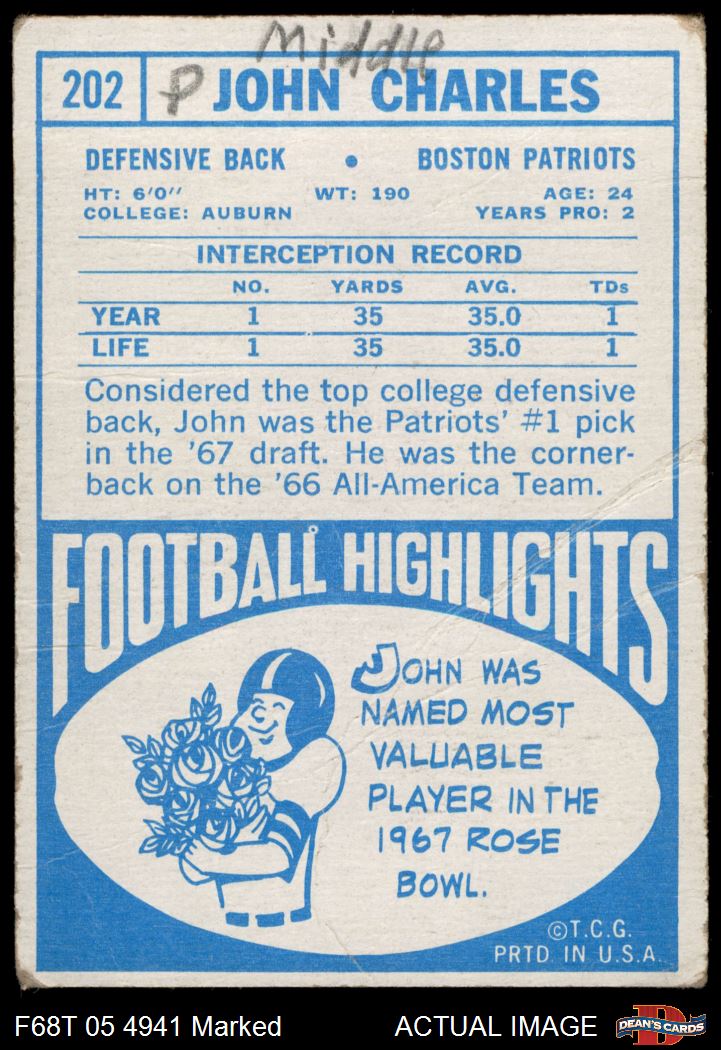 Middle
202 P JOHN CHARLES
DEFENSIVE BACK • BOSTON PATRIOTS
HT: 6'0" WT: 190 AGE: 24
COLLEGE: AUBURN YEARS PRO: 2
INTERCEPTION RECORD
NO. YARDS AVG. TDs
YEAR 1 35 35.0 1
LIFE 1 35 35.0 1
Considered the top college defensive
back, John was the Patriots' #1 pick
in the '67 draft. He was the corner-
back on the '66 All-America Team.
FOOTBALL HIGHLIGHTS
JOHN WAS
NAMED MOST
VALUABLE
PLAYER IN THE
1967 ROSE
BOWL.
©T.C.G.
PRTD. IN U.S.A.
F68T 05 4941 Marked ACTUAL IMAGE DEAN'S CARDS